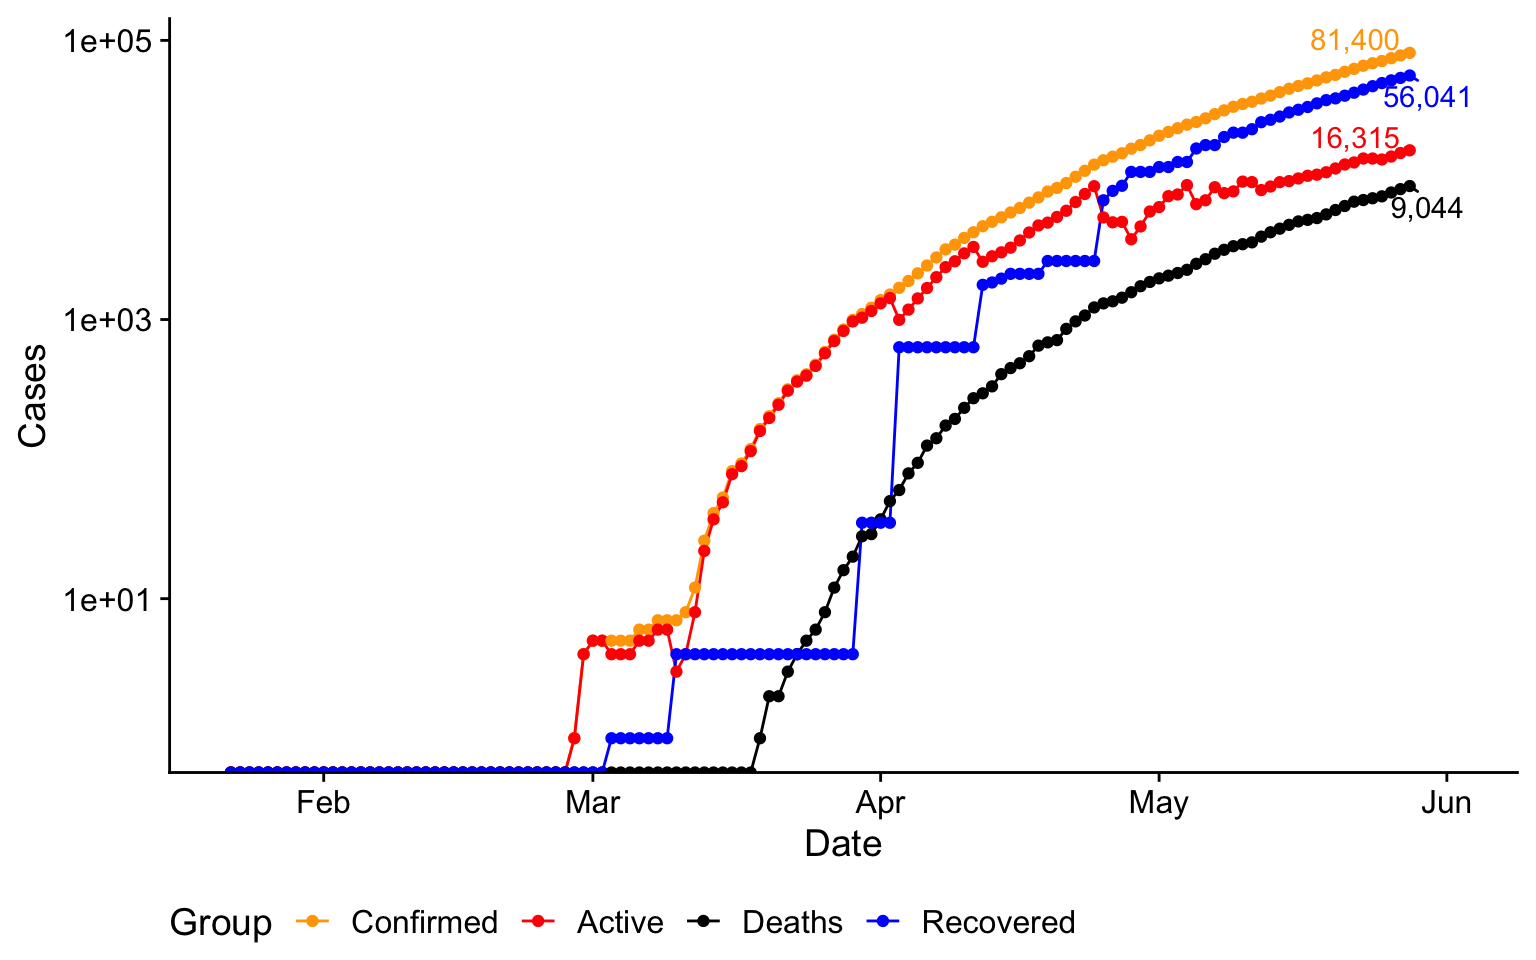 1e+05
1e+03
1e+01
Cases
81,400
56,041
16,315
9,044
Feb Mar Apr May Jun
Date
Group Confirmed Active Deaths Recovered